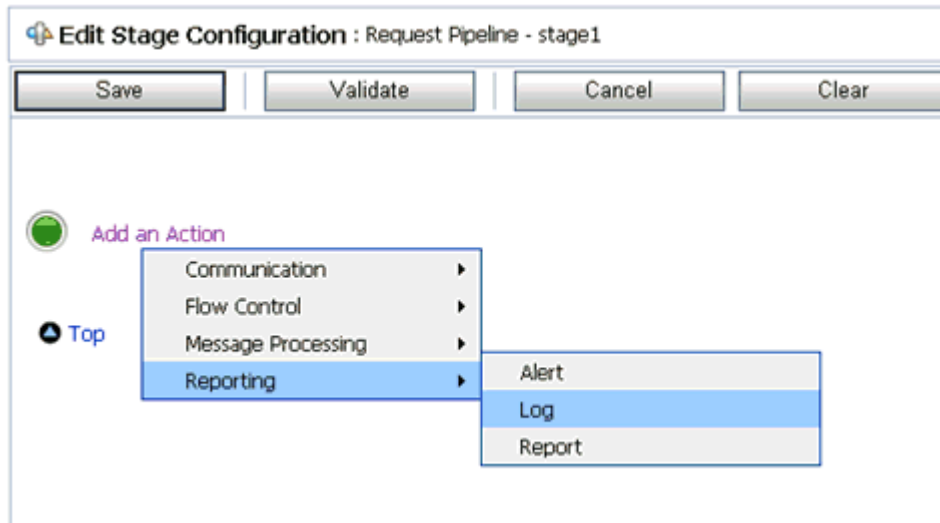 Edit Stage Configuration : Request Pipeline - stage1
Save Validate Cancel Clear
Add an Action
Communication
Flow Control
Top
Message Processing
Reporting
Alert
Log
Report